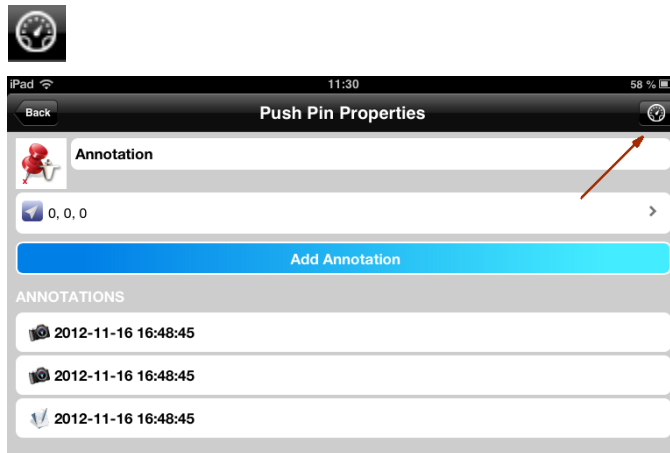 iPad 11:30 58 %
Back Push Pin Properties
Annotation
0, 0, 0
Add Annotation
ANNOTATIONS
2012-11-16 16:48:45
2012-11-16 16:48:45
2012-11-16 16:48:45